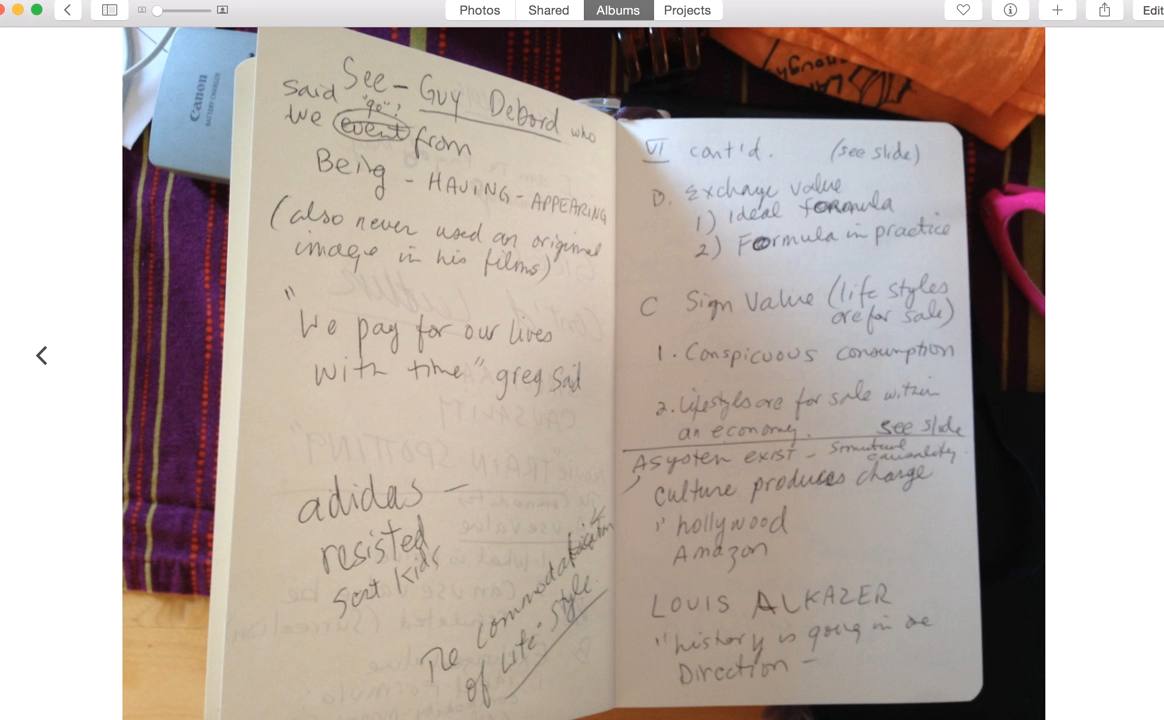 Photos
Shared
Albums
Projects
Edit
Canon
BATTERY CHARGER
See - Guy Debord who
Said "go",
we event from
Being - HAVING - APPEARING
(also never used an original
image in his films)
"We pay for our lives
with time" greg said
adidas -
resisted
Sort Kids
The commodafication
of Life-Style
VI cont'd. (see slide)
D. Exchange value
1) Ideal formula
2) Formula in practice
C Sign Value (life styles
are for sale)
1. Conspicuous consumption
2. Lifestyles are for sale within
an economy. see slide
A system exist - structural
causality.
Culture produces change
" hollywood
Amazon
LOUIS ALKAZER
"history is going in one
Direction -